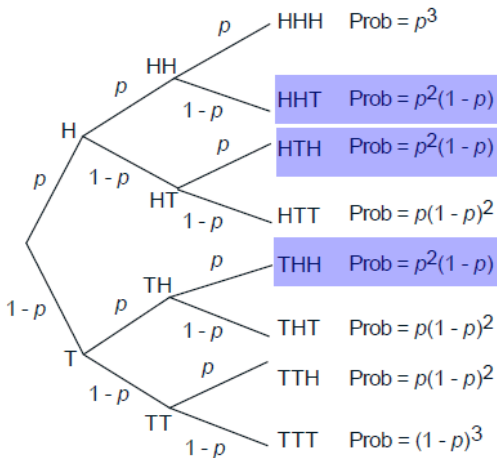 p HHH Prob = p³
HH
p 1 - p HHT Prob = p²(1 - p)
H p HTH Prob = p²(1 - p)
p 1 - p HT
1 - p HTT Prob = p(1 - p)²
p THH Prob = p²(1 - p)
TH
1 - p p 1 - p THT Prob = p(1 - p)²
T p TTH Prob = p(1 - p)²
1 - p TT
1 - p TTT Prob = (1 - p)³